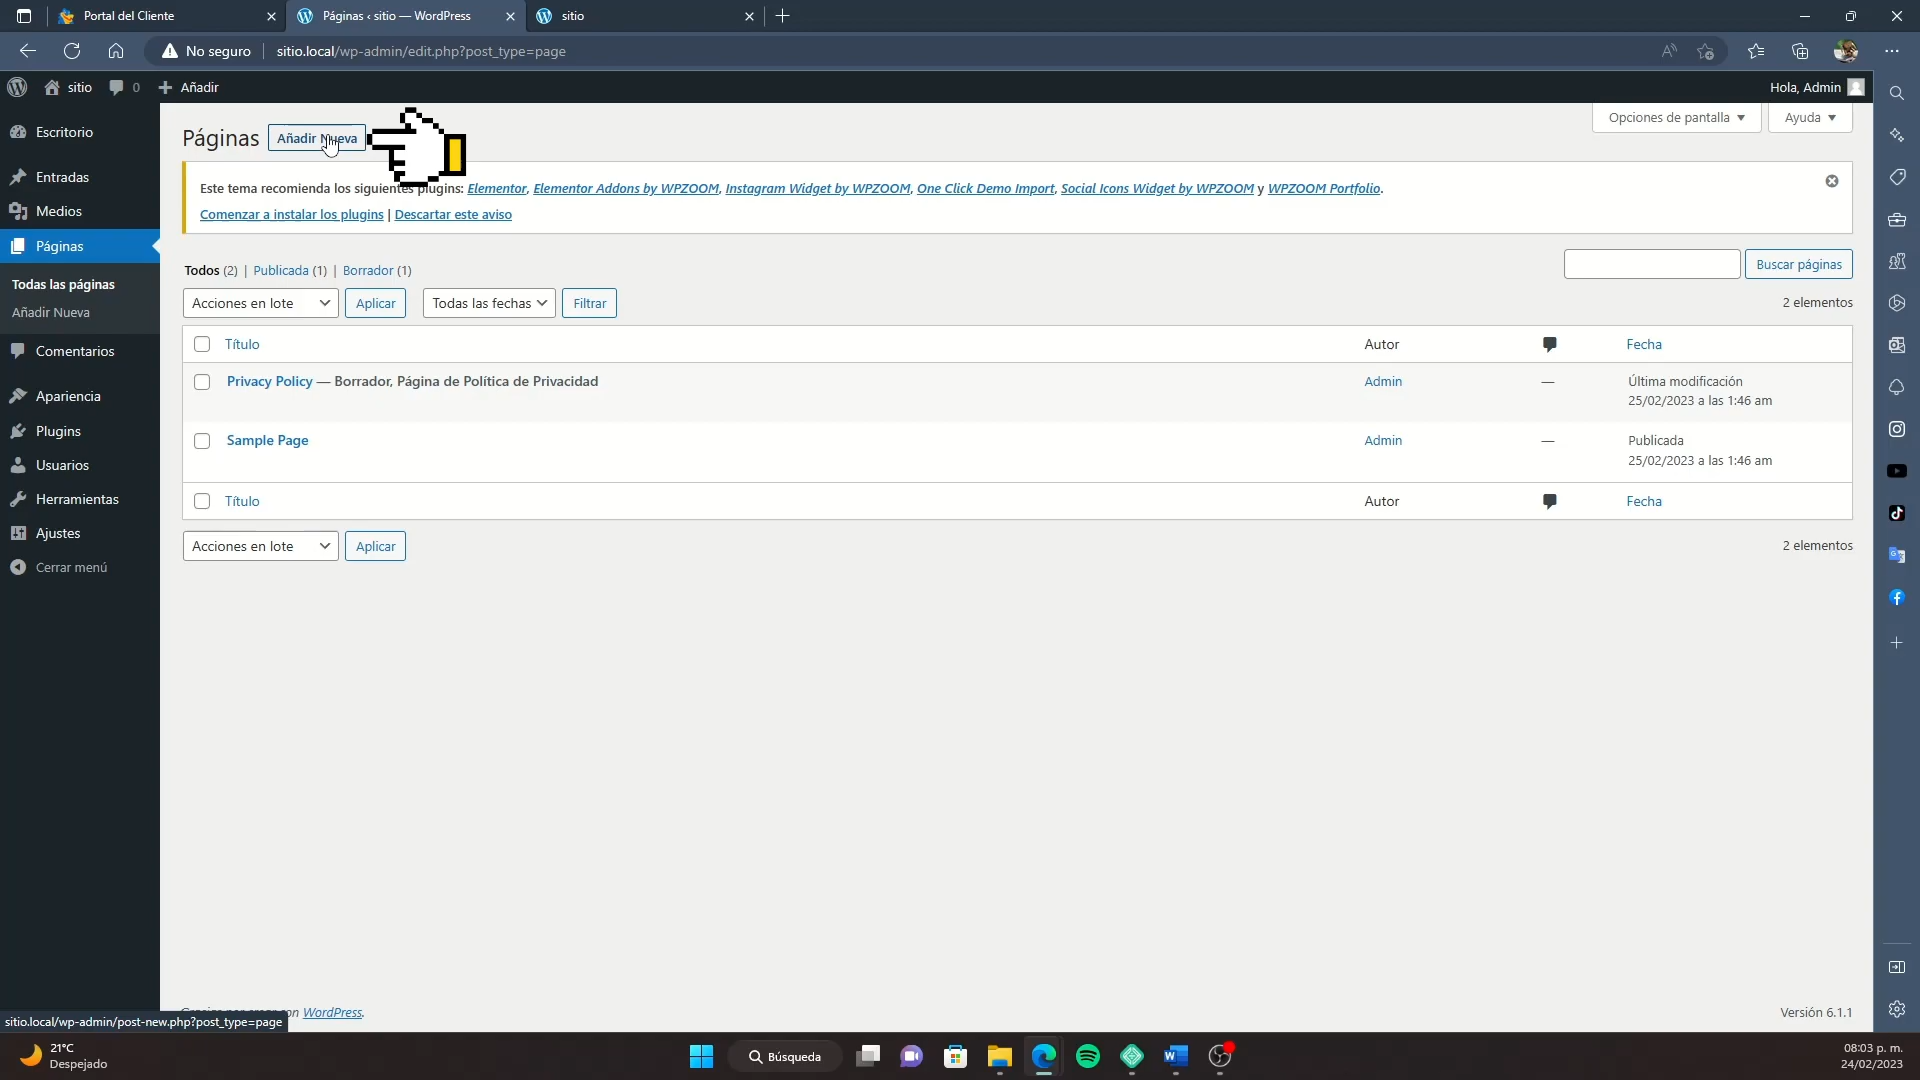 Portal del Cliente
Páginas ‹ sitio — WordPress
sitio
No seguro
sitio.local/wp-admin/edit.php?post_type=page
sitio
0
Añadir
Hola, Admin
Escritorio
Entradas
Medios
Páginas
Todas las páginas
Añadir Nueva
Comentarios
Apariencia
Plugins
Usuarios
Herramientas
Ajustes
Cerrar menú
Páginas
Añadir Nueva
Opciones de pantalla
Ayuda
Este tema recomienda los siguientes plugins: Elementor, Elementor Addons by WPZOOM, Instagram Widget by WPZOOM, One Click Demo Import, Social Icons Widget by WPZOOM y WPZOOM Portfolio.
Comenzar a instalar los plugins | Descartar este aviso
Todos (2) | Publicada (1) | Borrador (1)
Buscar páginas
Acciones en lote
Aplicar
Todas las fechas
Filtrar
2 elementos
Título
Autor
Fecha
Privacy Policy — Borrador, Página de Política de Privacidad
Admin
—
Última modificación
25/02/2023 a las 1:46 am
Sample Page
Admin
—
Publicada
25/02/2023 a las 1:46 am
Título
Autor
Fecha
Acciones en lote
Aplicar
2 elementos
WordPress.
Versión 6.1.1
sitio.local/wp-admin/post-new.php?post_type=page
21°C
Despejado
Búsqueda
08:03 p. m.
24/02/2023